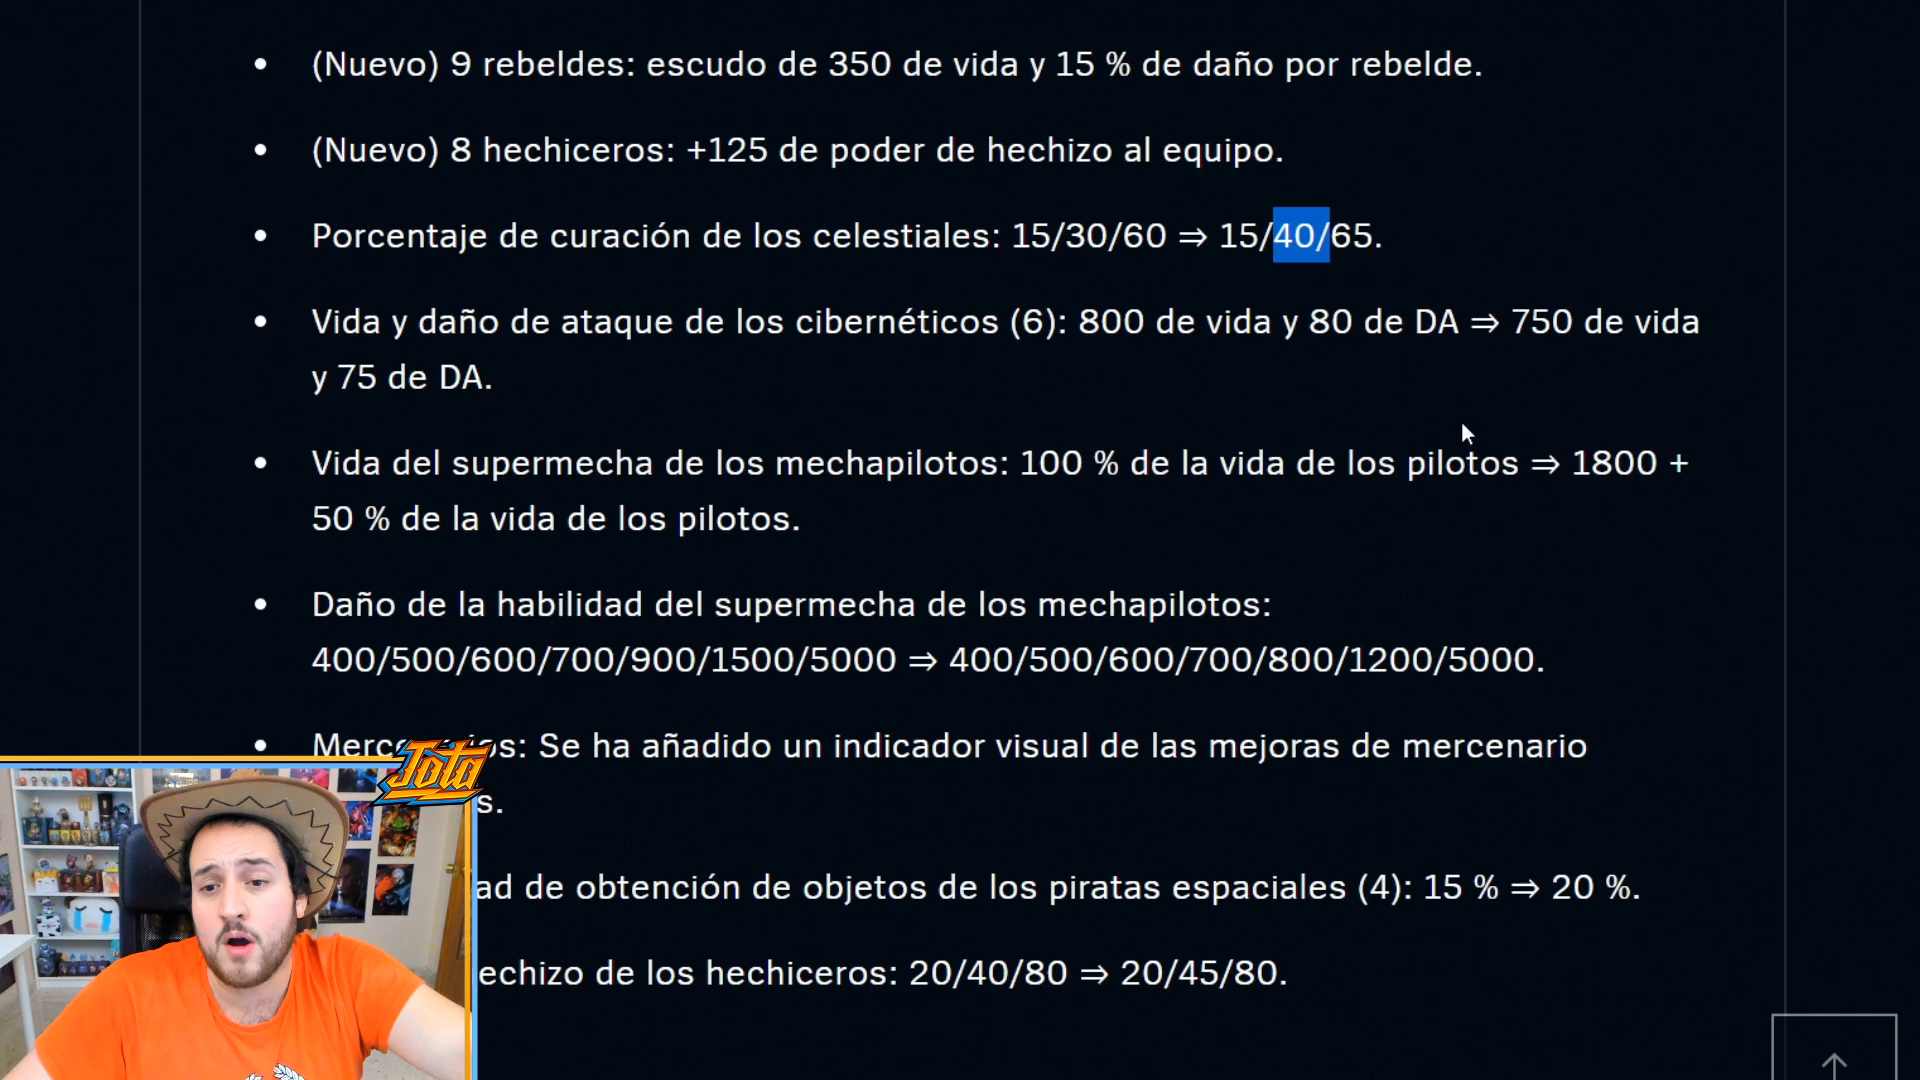 (Nuevo) 9 rebeldes: escudo de 350 de vida y 15 % de daño por rebelde.
(Nuevo) 8 hechiceros: +125 de poder de hechizo al equipo.
Porcentaje de curación de los celestiales: 15/30/60 ⇒ 15/40/65.
Vida y daño de ataque de los cibernéticos (6): 800 de vida y 80 de DA ⇒ 750 de vida
y 75 de DA.
Vida del supermecha de los mechapilotos: 100 % de la vida de los pilotos ⇒ 1800 +
50 % de la vida de los pilotos.
Daño de la habilidad del supermecha de los mechapilotos:
400/500/600/700/900/1500/5000 ⇒ 400/500/600/700/800/1200/5000.
Se ha añadido un indicador visual de las mejoras de mercenario
Jota
de obtención de objetos de los piratas espaciales (4): 15 % ⇒ 20 %.
de los hechiceros: 20/40/80 ⇒ 20/45/80.